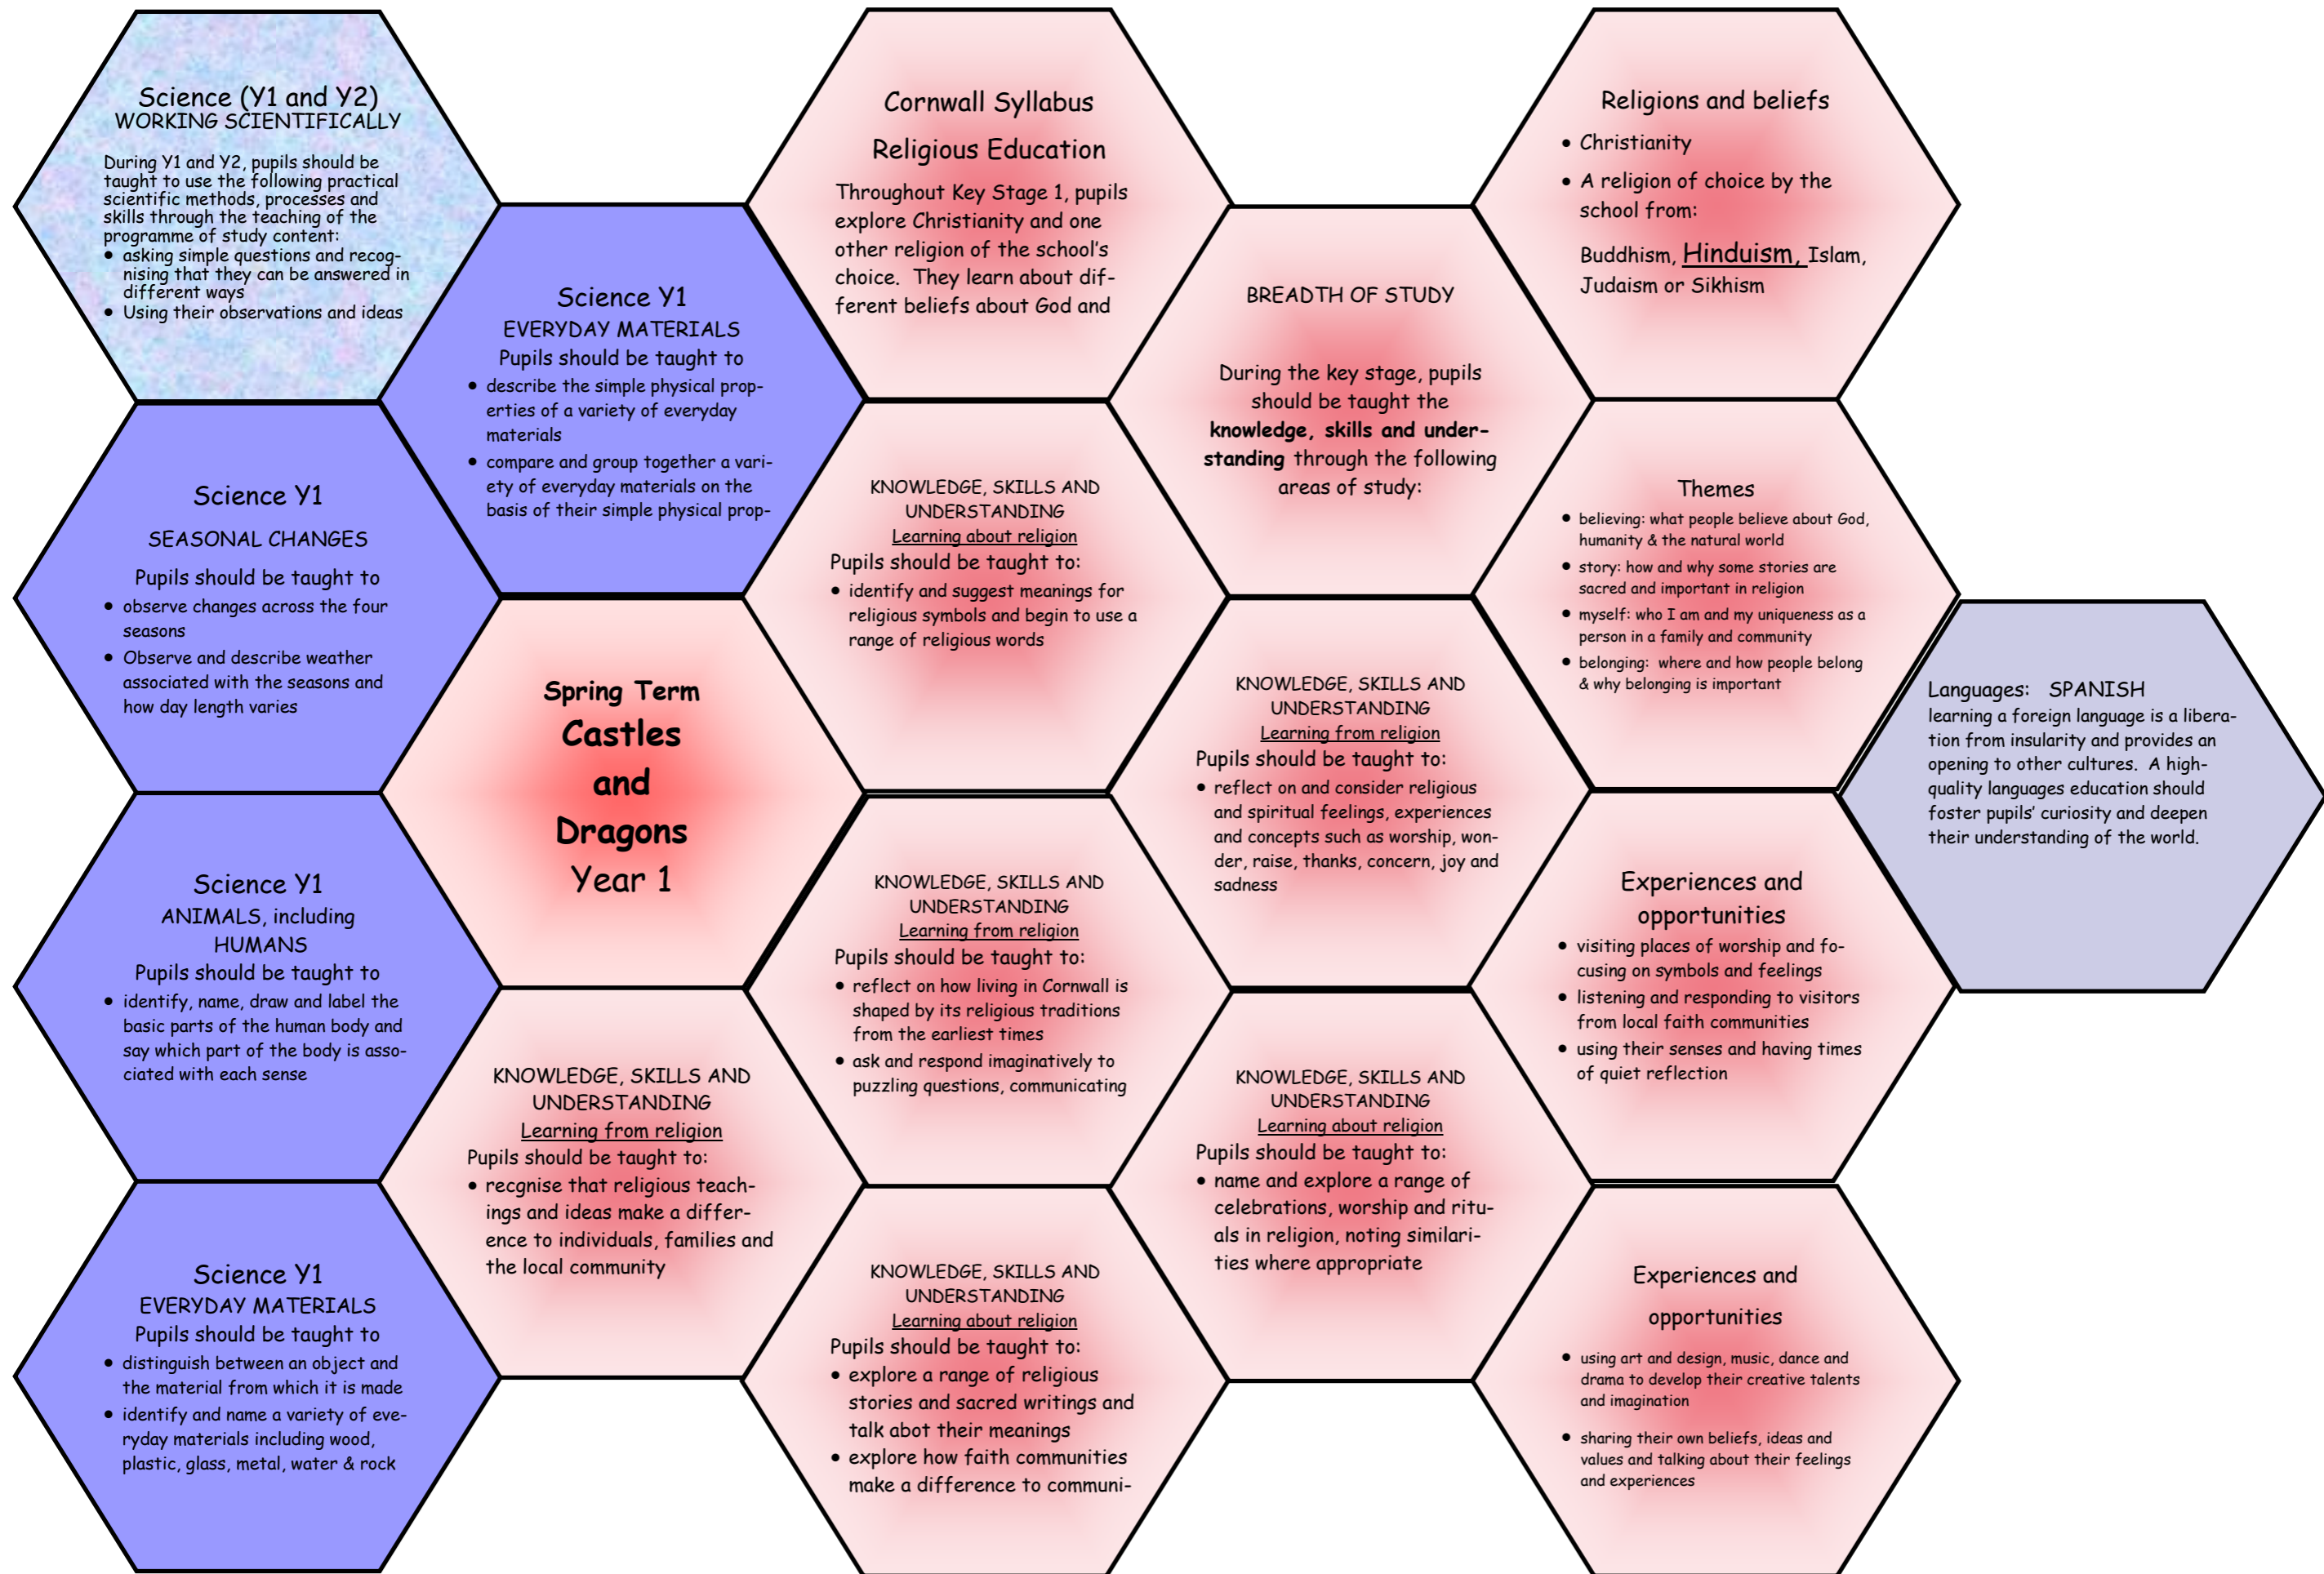 Science (Y1 and Y2)
WORKING SCIENTIFICALLY
During Y1 and Y2, pupils should be
taught to use the following practical
scientific methods, processes and
skills through the teaching of the
programme of study content:
• asking simple questions and recog-
nising that they can be answered in
different ways
• Using their observations and ideas
Science Y1
SEASONAL CHANGES
Pupils should be taught to
• observe changes across the four
seasons
• Observe and describe weather
associated with the seasons and
how day length varies
Science Y1
ANIMALS, including
HUMANS
Pupils should be taught to
• identify, name, draw and label the
basic parts of the human body and
say which part of the body is asso-
ciated with each sense
Science Y1
EVERYDAY MATERIALS
Pupils should be taught to
• distinguish between an object and
the material from which it is made
• identify and name a variety of eve-
ryday materials including wood,
plastic, glass, metal, water & rock
Science Y1
EVERYDAY MATERIALS
Pupils should be taught to
• describe the simple physical prop-
erties of a variety of everyday
materials
• compare and group together a vari-
ety of everyday materials on the
basis of their simple physical prop-
Spring Term
Castles
and
Dragons
Year 1
KNOWLEDGE, SKILLS AND
UNDERSTANDING
Learning from religion
Pupils should be taught to:
• recgnise that religious teach-
ings and ideas make a differ-
ence to individuals, families and
the local community
Cornwall Syllabus
Religious Education
Throughout Key Stage 1, pupils
explore Christianity and one
other religion of the school's
choice. They learn about dif-
ferent beliefs about God and
KNOWLEDGE, SKILLS AND
UNDERSTANDING
Learning about religion
Pupils should be taught to:
• identify and suggest meanings for
religious symbols and begin to use a
range of religious words
KNOWLEDGE, SKILLS AND
UNDERSTANDING
Learning from religion
Pupils should be taught to:
• reflect on how living in Cornwall is
shaped by its religious traditions
from the earliest times
• ask and respond imaginatively to
puzzling questions, communicating
KNOWLEDGE, SKILLS AND
UNDERSTANDING
Learning about religion
Pupils should be taught to:
• explore a range of religious
stories and sacred writings and
talk abot their meanings
• explore how faith communities
make a difference to communi-
BREADTH OF STUDY
During the key stage, pupils
should be taught the
knowledge, skills and under-
standing through the following
areas of study:
KNOWLEDGE, SKILLS AND
UNDERSTANDING
Learning from religion
Pupils should be taught to:
• reflect on and consider religious
and spiritual feelings, experiences
and concepts such as worship, won-
der, raise, thanks, concern, joy and
sadness
KNOWLEDGE, SKILLS AND
UNDERSTANDING
Learning about religion
Pupils should be taught to:
• name and explore a range of
celebrations, worship and ritu-
als in religion, noting similari-
ties where appropriate
Religions and beliefs
• Christianity
• A religion of choice by the
school from:
Buddhism, Hinduism, Islam,
Judaism or Sikhism
Themes
• believing: what people believe about God,
humanity & the natural world
• story: how and why some stories are
sacred and important in religion
• myself: who I am and my uniqueness as a
person in a family and community
• belonging: where and how people belong
& why belonging is important
Experiences and
opportunities
• visiting places of worship and fo-
cusing on symbols and feelings
• listening and responding to visitors
from local faith communities
• using their senses and having times
of quiet reflection
Experiences and
opportunities
• using art and design, music, dance and
drama to develop their creative talents
and imagination
• sharing their own beliefs, ideas and
values and talking about their feelings
and experiences
Languages: SPANISH
learning a foreign language is a libera-
tion from insularity and provides an
opening to other cultures. A high-
quality languages education should
foster pupils' curiosity and deepen
their understanding of the world.